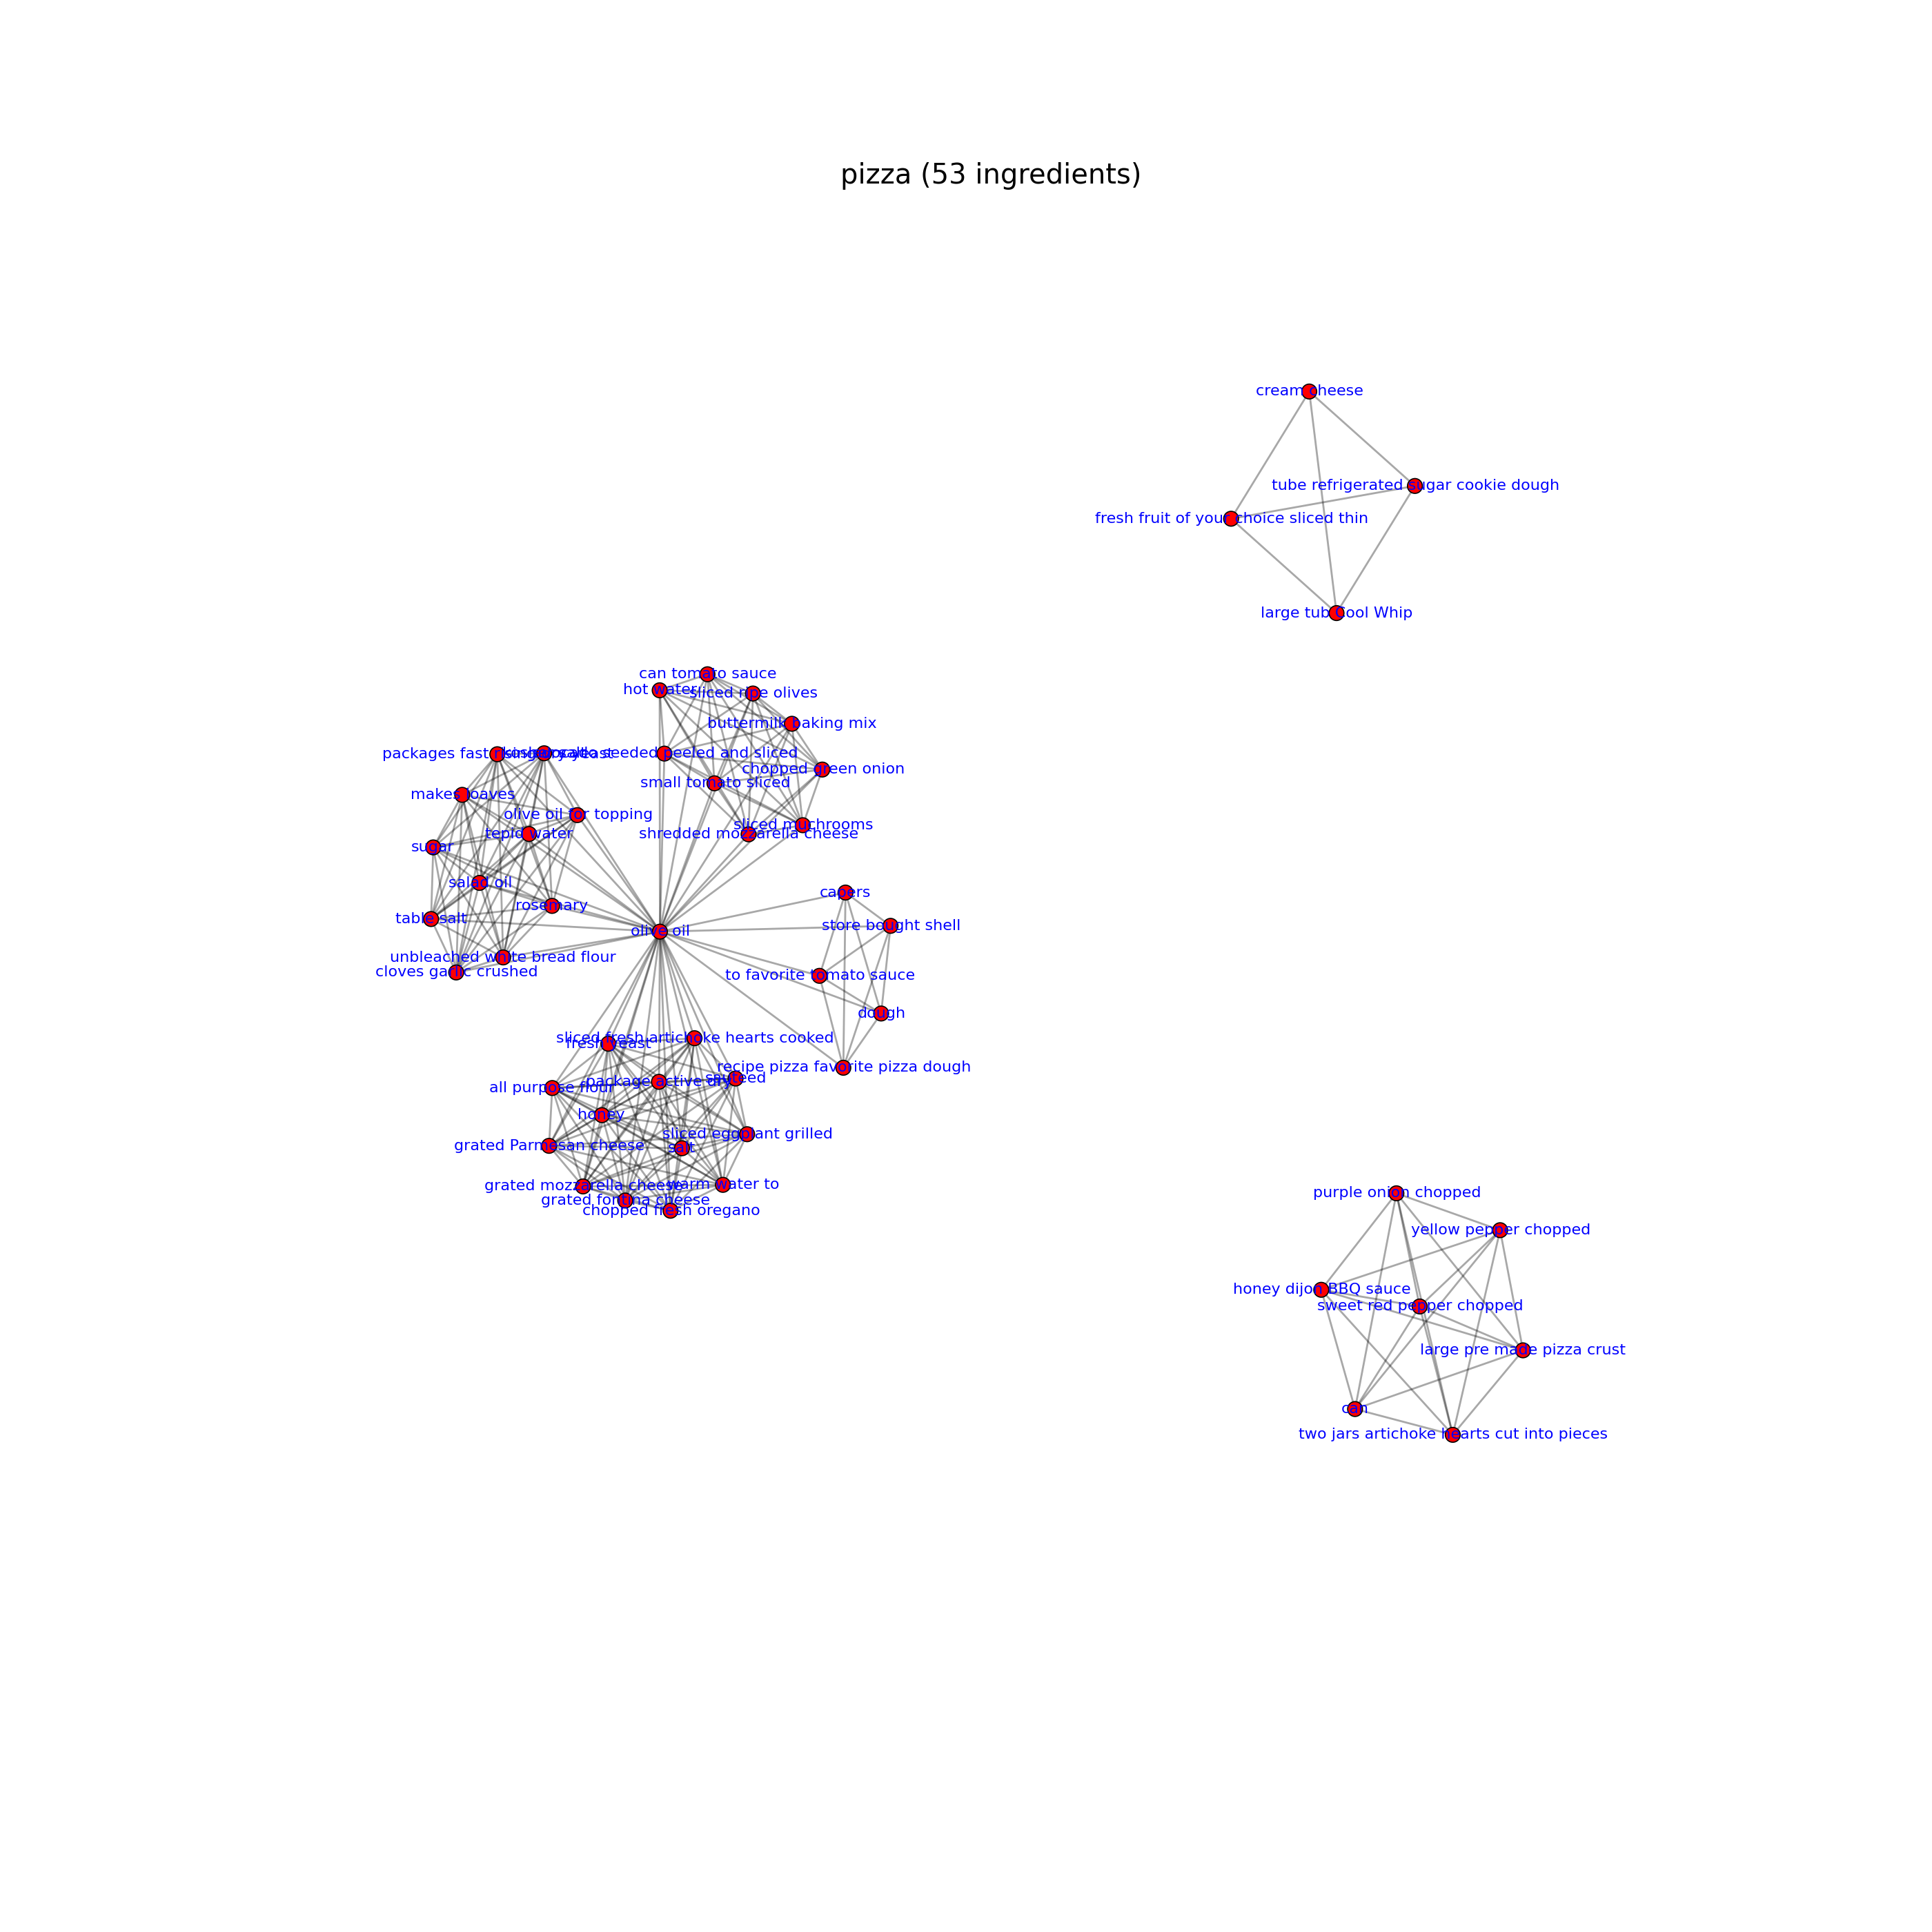 pizza (53 ingredients)
cream cheese
tube refrigerated sugar cookie dough
fresh fruit of your choice sliced thin
large tub Cool Whip
can tomato sauce
hot water
sliced ripe olives
buttermilk baking mix
packages fast rising dry yeast
kosher salt
seeded peeled and sliced
chopped green onion
small tomato sliced
makes loaves
olive oil for topping
sliced mushrooms
tepid water
shredded mozzarella cheese
sugar
salad oil
capers
rosemary
table salt
store bought shell
olive oil
unbleached white bread flour
cloves garlic crushed
to favorite tomato sauce
dough
sliced fresh artichoke hearts cooked
fresh yeast
recipe pizza favorite pizza dough
package active dry
sauteed
all purpose flour
honey
sliced eggplant grilled
grated Parmesan cheese
salt
grated mozzarella cheese
warm water to
grated fontina cheese
chopped fresh oregano
purple onion chopped
yellow pepper chopped
honey dijon BBQ sauce
sweet red pepper chopped
large pre made pizza crust
can
two jars artichoke hearts cut into pieces